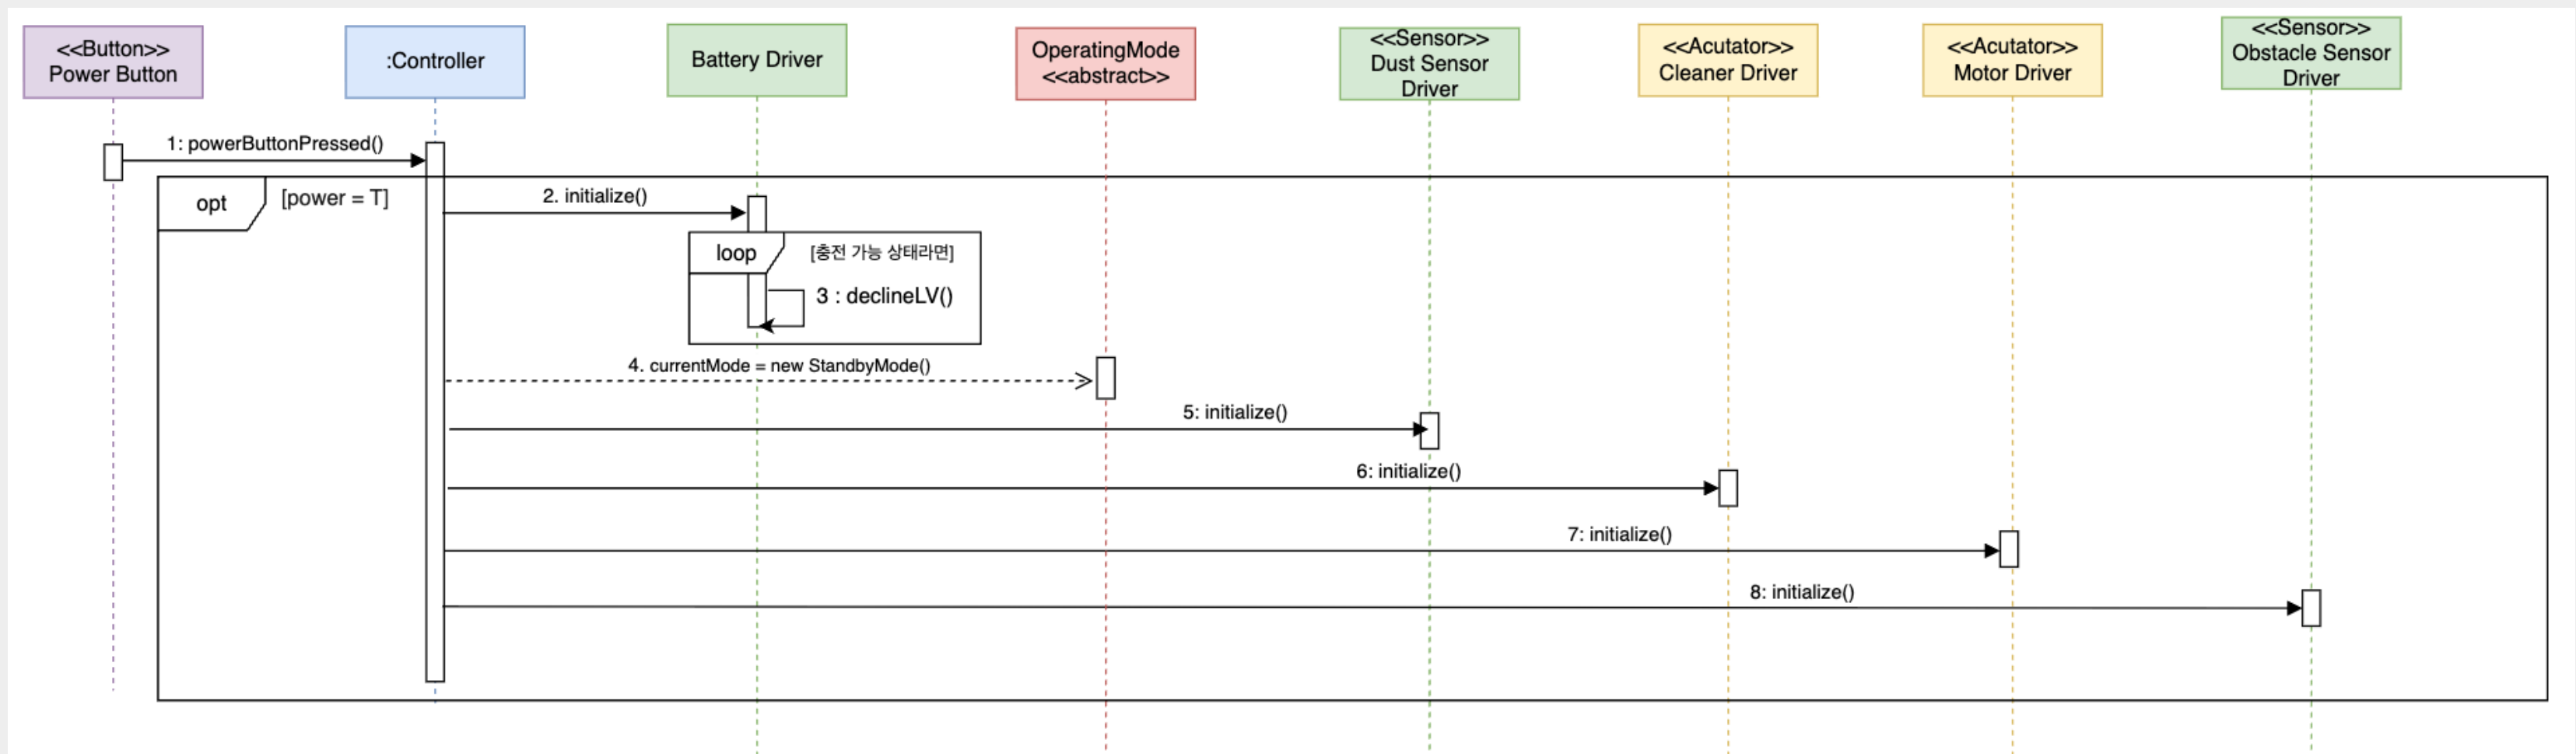 <<Button>>
Power Button
:Controller
Battery Driver
OperatingMode
<<abstract>>
<<Sensor>>
Dust Sensor
Driver
<<Acutator>>
Cleaner Driver
<<Acutator>>
Motor Driver
<<Sensor>>
Obstacle Sensor
Driver
1: powerButtonPressed()
opt [power = T]
2. initialize()
loop [충전 가능 상태라면]
3 : declineLV()
4. currentMode = new StandbyMode()
5: initialize()
6: initialize()
7: initialize()
8: initialize()